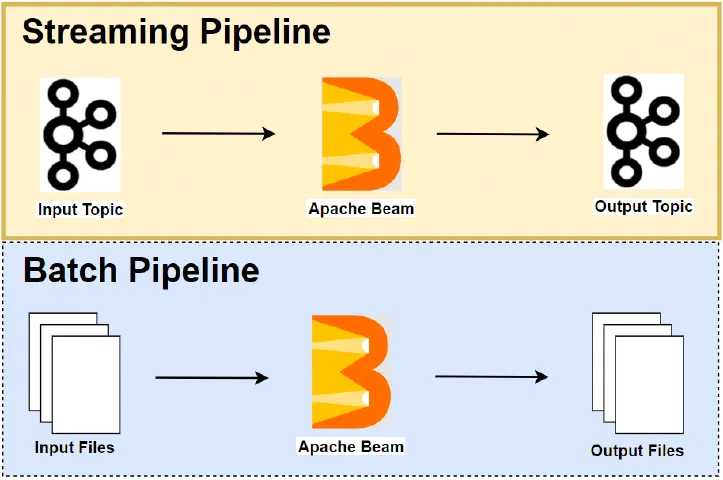 Streaming Pipeline
Input Topic
Apache Beam
Output Topic
Batch Pipeline
Input Files
Apache Beam
Output Files